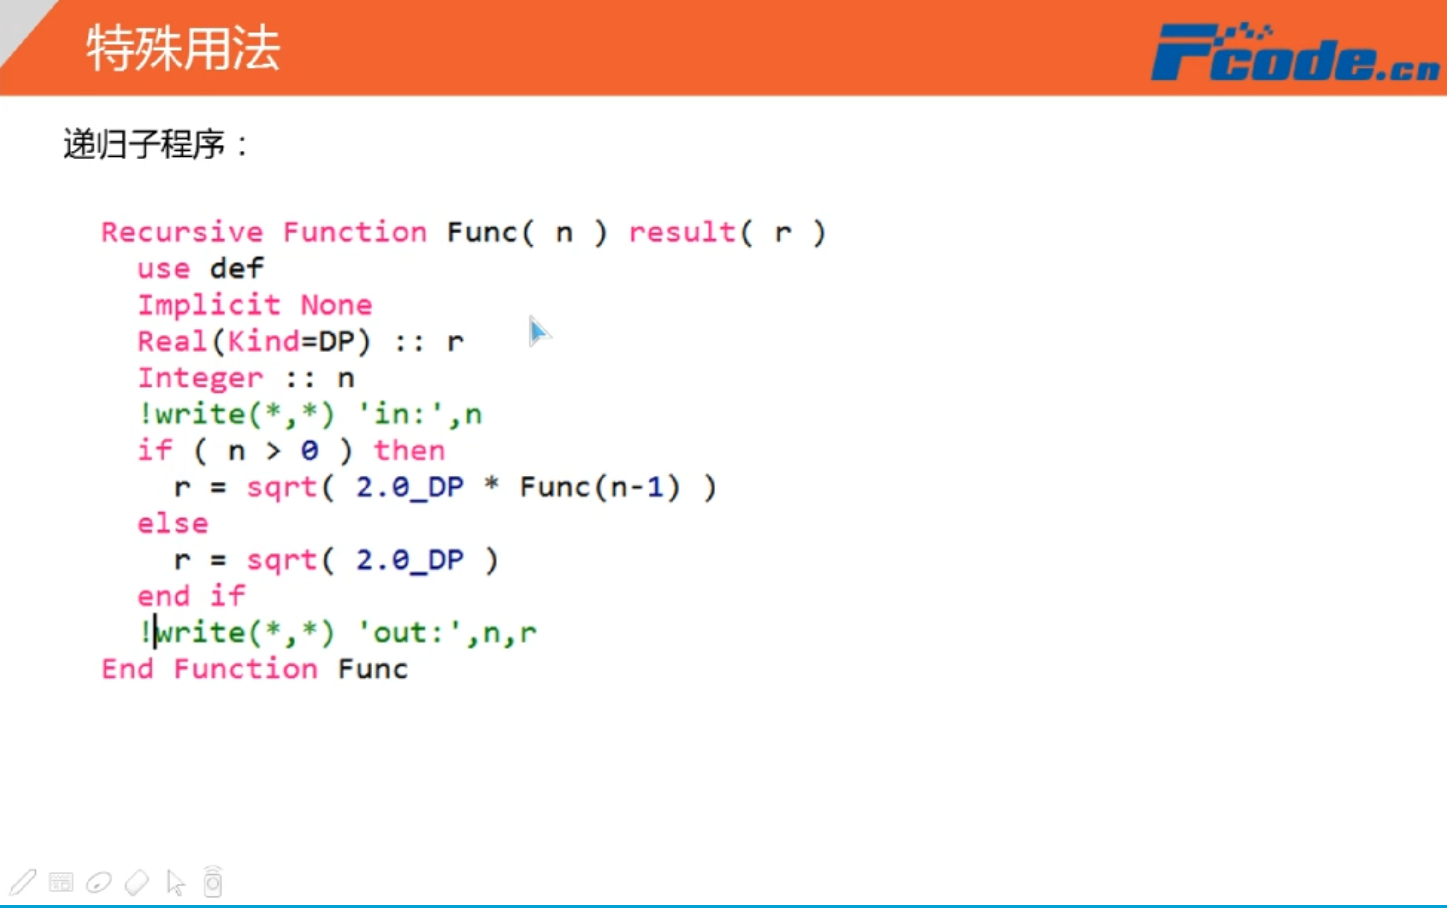 特殊用法
Fcode.cn
递归子程序：
Recursive Function Func( n ) result( r )
  use def
  Implicit None
  Real(Kind=DP) :: r
  Integer :: n
  !write(*,*) 'in:',n
  if ( n > 0 ) then
    r = sqrt( 2.0_DP * Func(n-1) )
  else
    r = sqrt( 2.0_DP )
  end if
  !write(*,*) 'out:',n,r
End Function Func